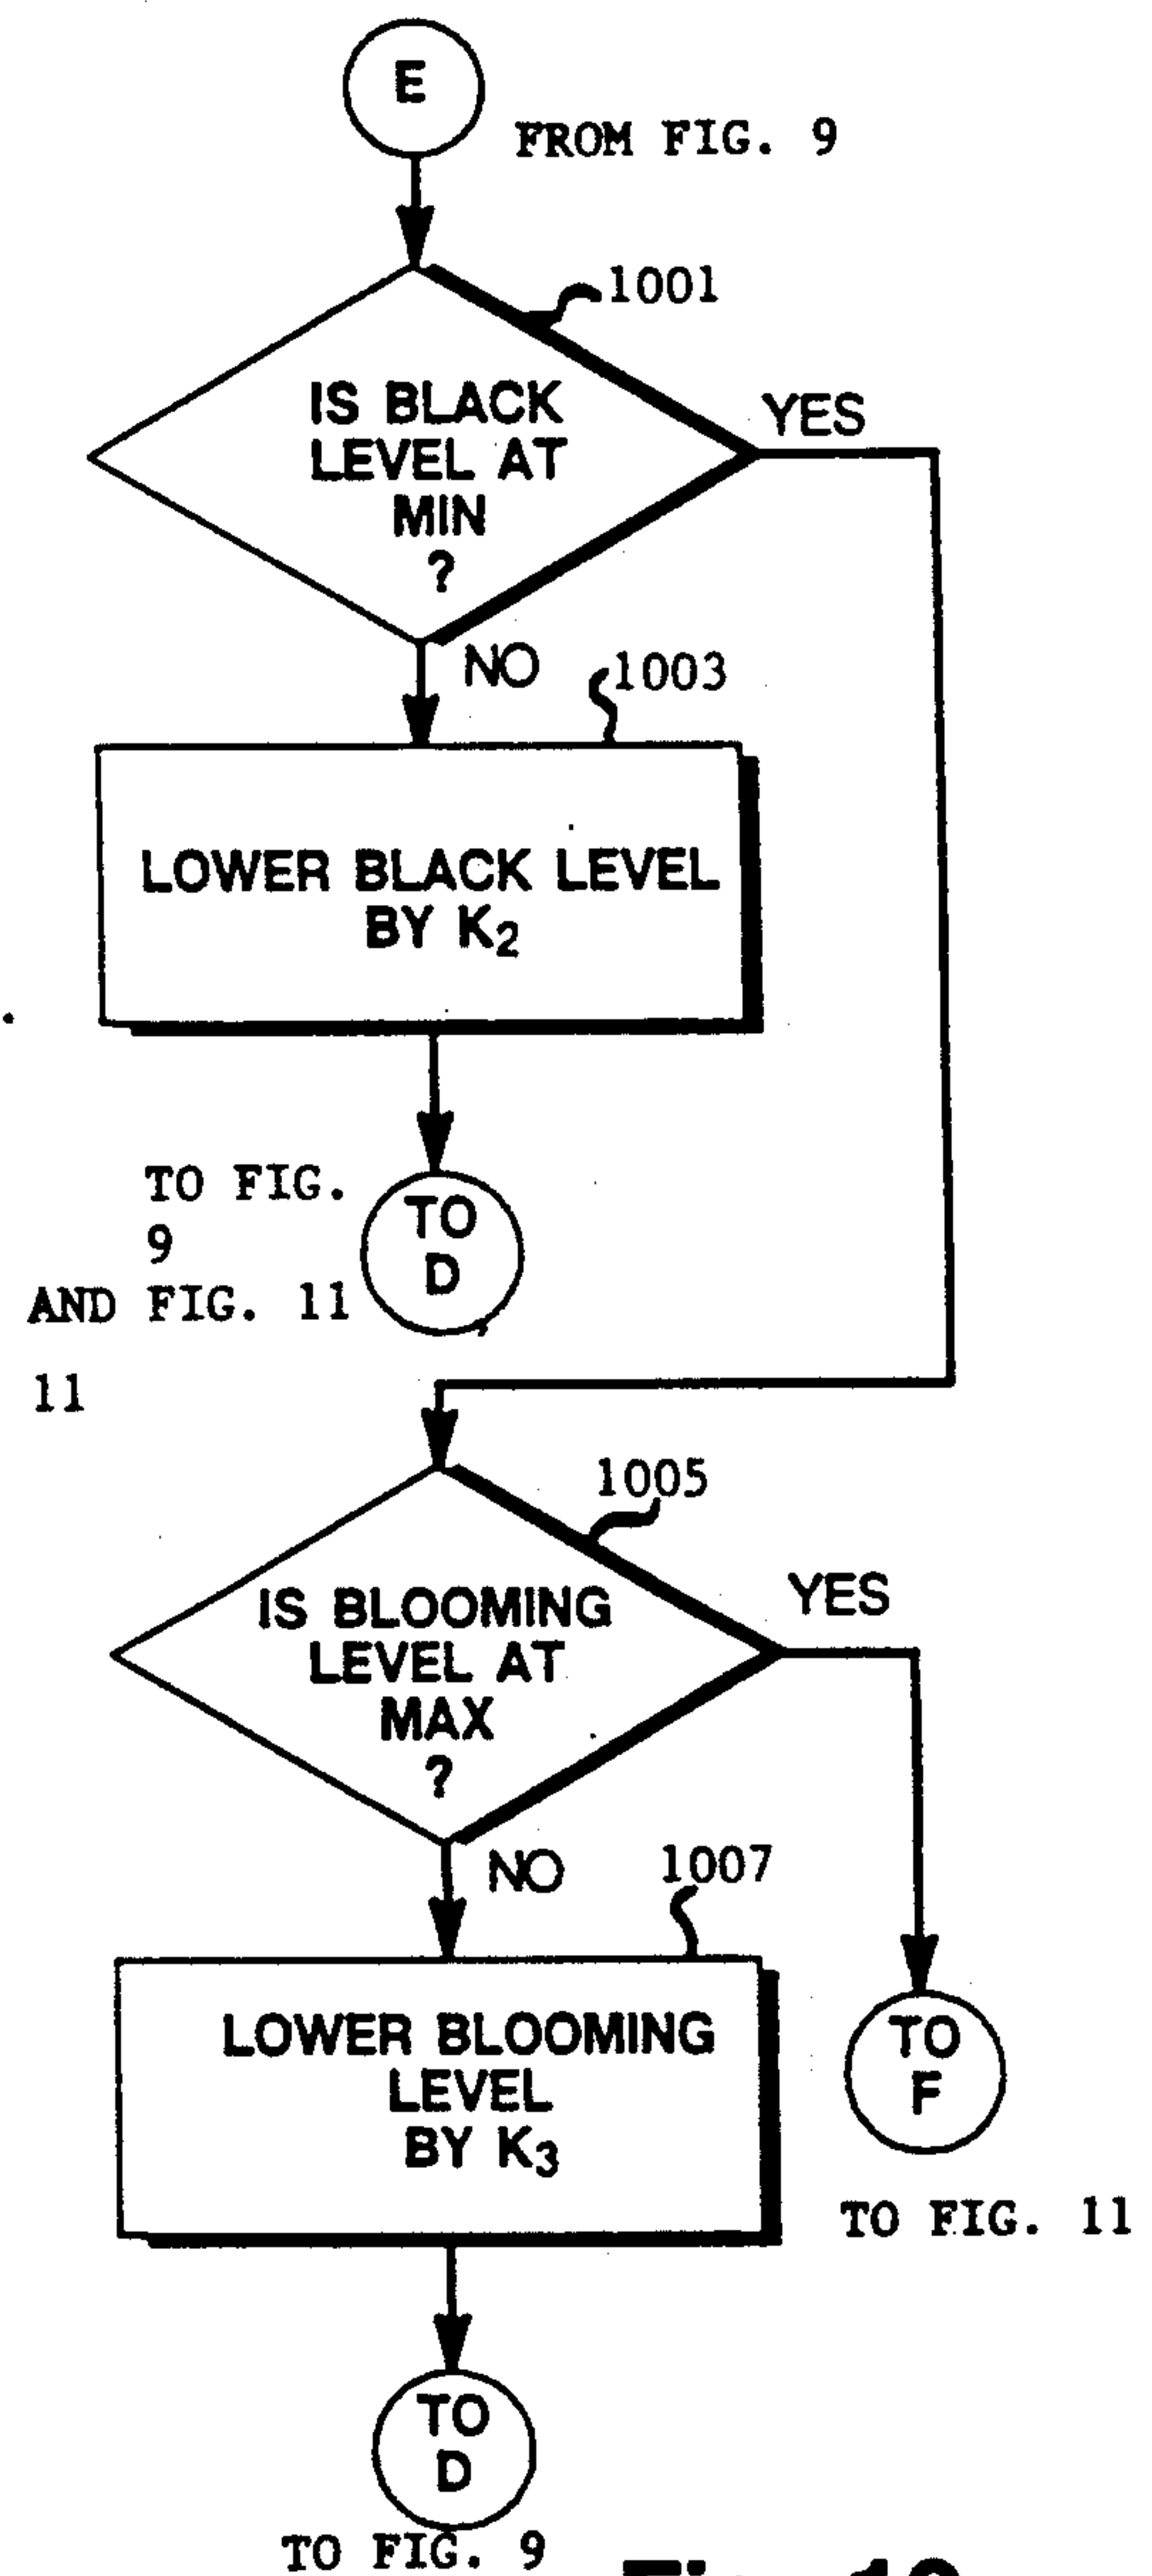 E
FROM FIG. 9
1001
IS BLACK
LEVEL AT
MIN
?
YES
NO
1003
LOWER BLACK LEVEL
BY K2
TO FIG.
9
AND FIG. 11
11
TO
D
1005
IS BLOOMING
LEVEL AT
MAX
?
YES
NO
1007
LOWER BLOOMING
LEVEL
BY K3
TO
F
TO FIG. 11
TO
D
TO FIG. 9